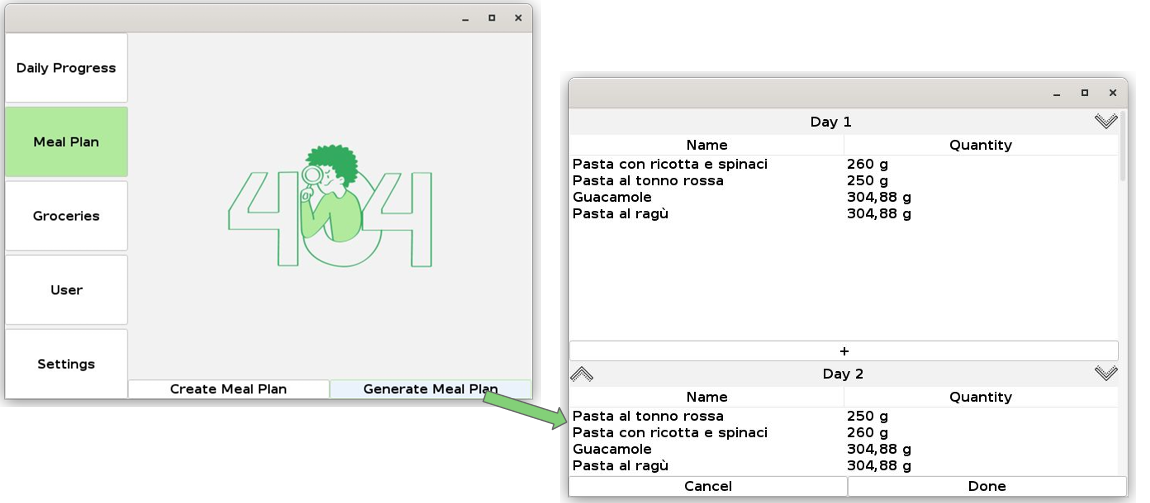 Daily Progress
Meal Plan
Groceries
User
Settings
404
Create Meal Plan
Generate Meal Plan
Day 1
Name Quantity
Pasta con ricotta e spinaci 260 g
Pasta al tonno rossa 250 g
Guacamole 304,88 g
Pasta al ragù 304,88 g
+
Day 2
Name Quantity
Pasta al tonno rossa 250 g
Pasta con ricotta e spinaci 260 g
Guacamole 304,88 g
Pasta al ragù 304,88 g
Cancel Done